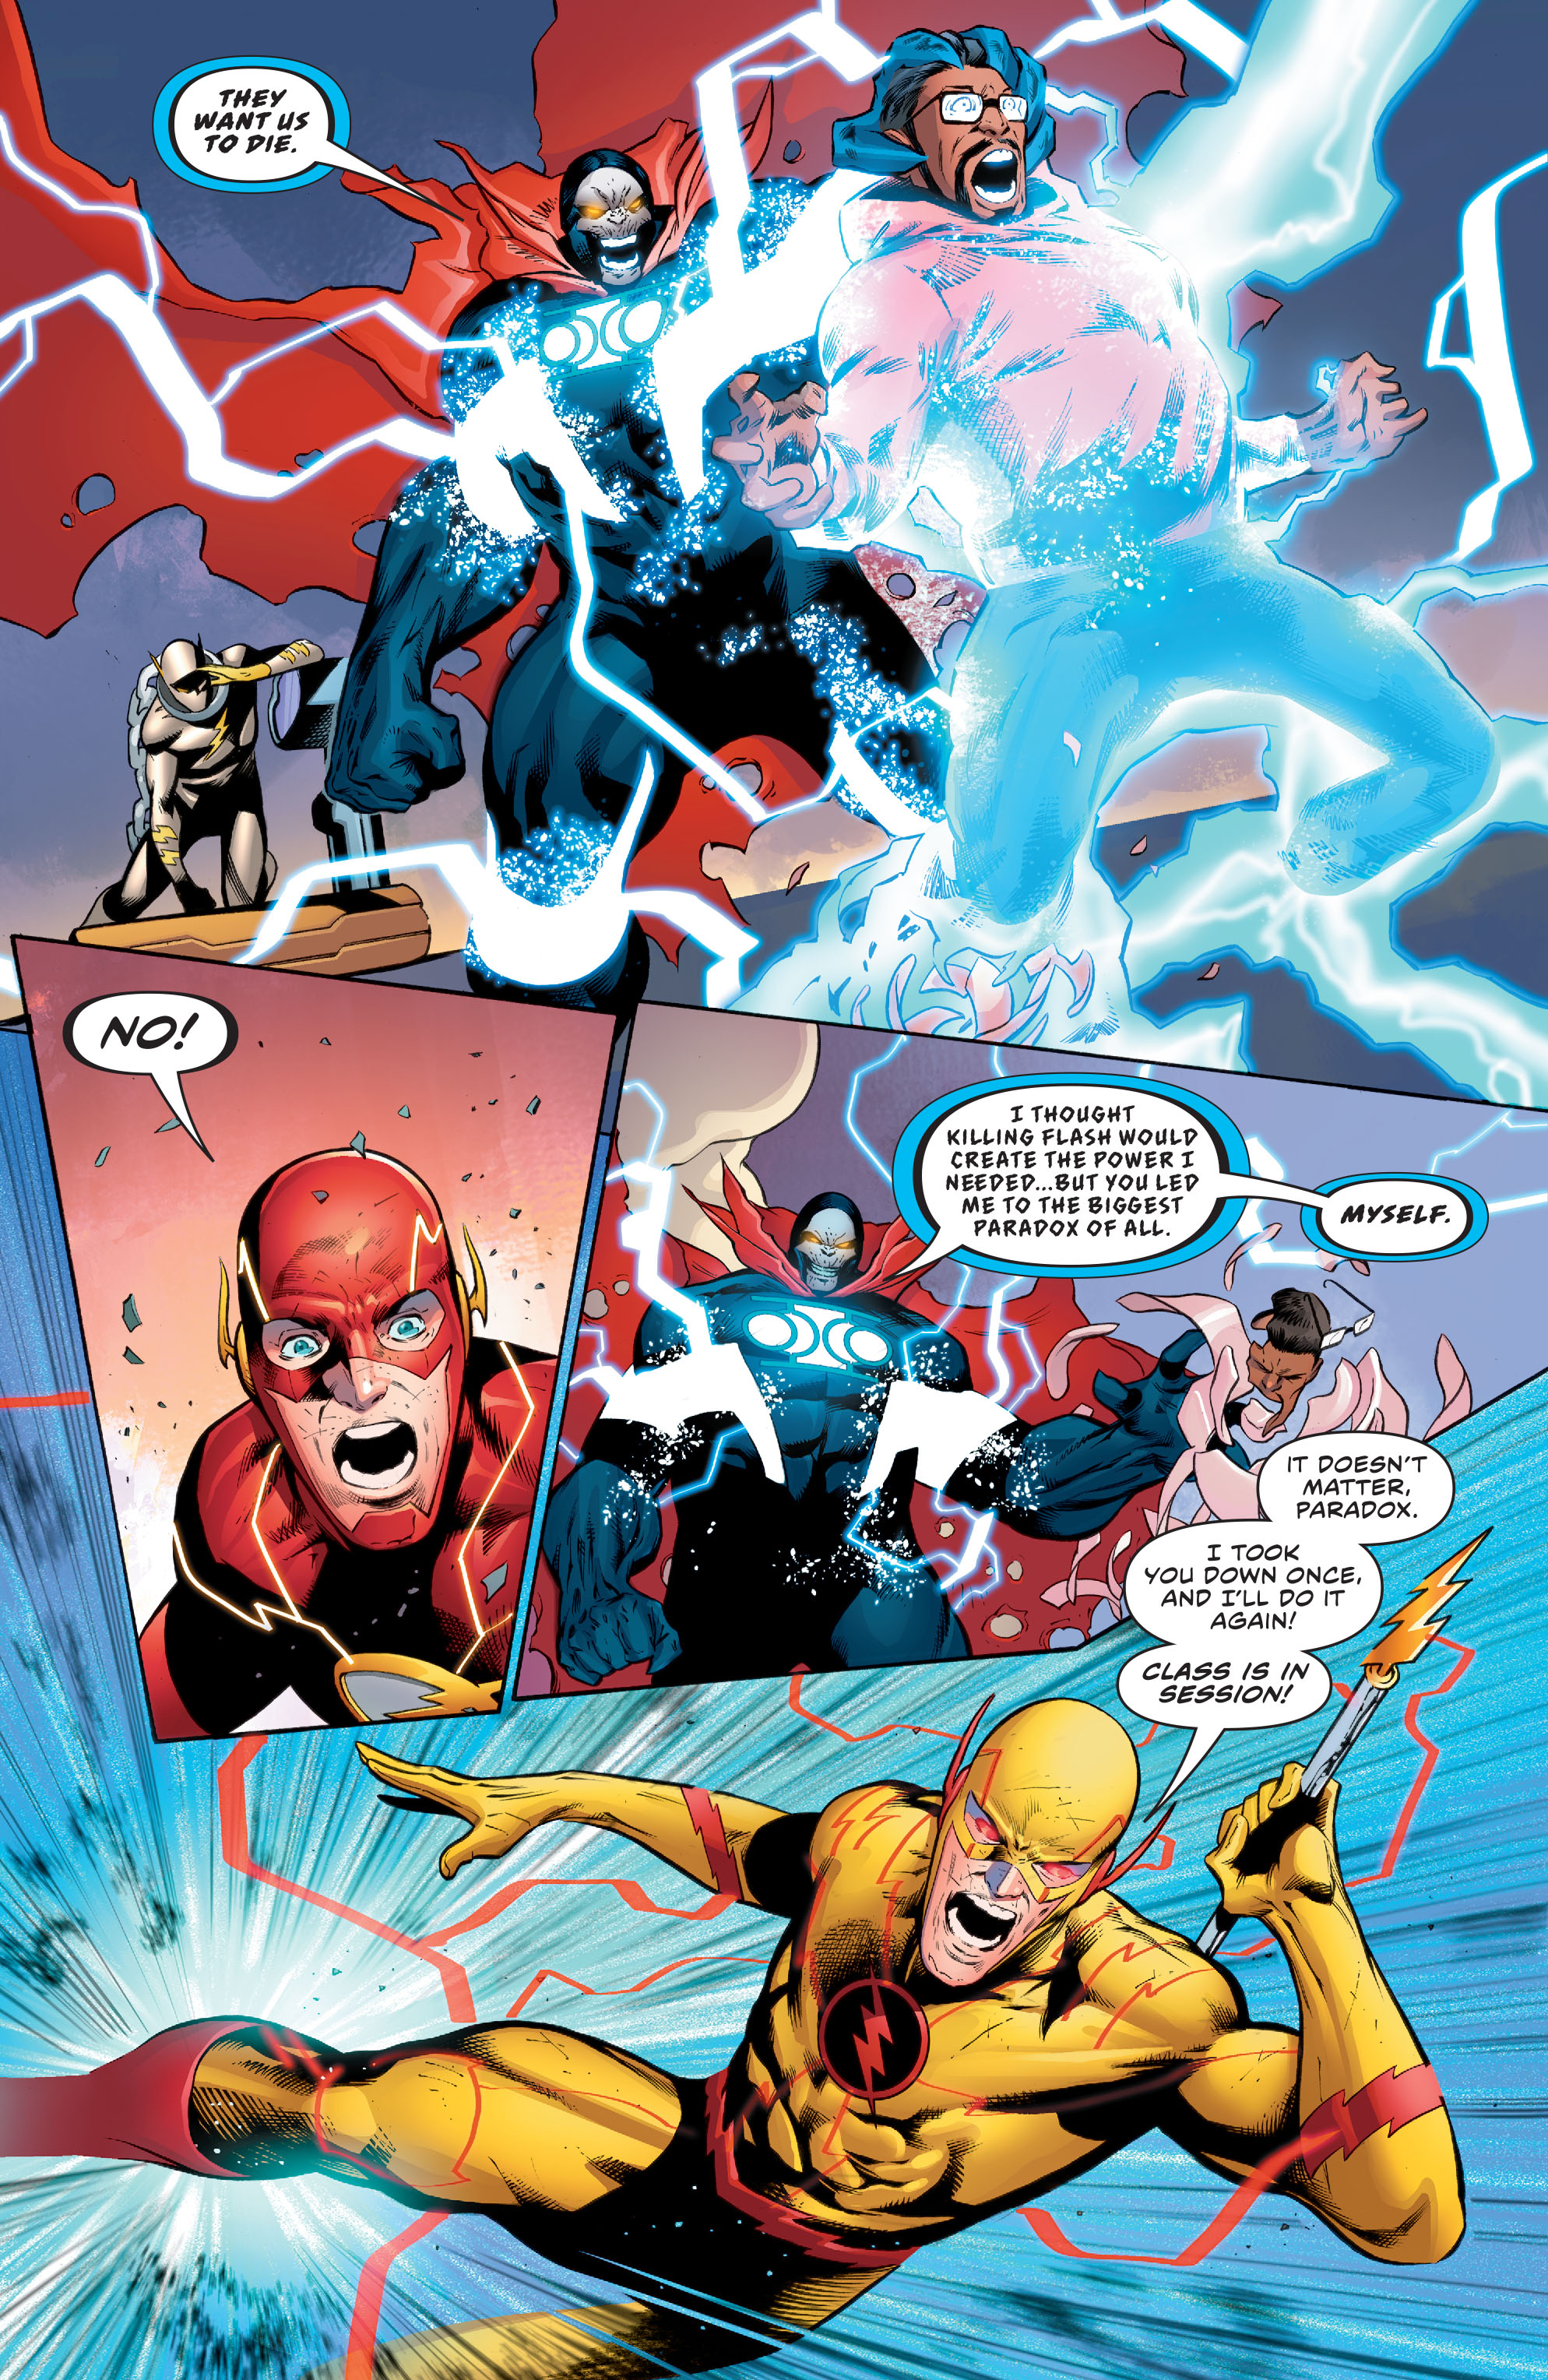 THEY
WANT US
TO DIE.
NO!
I THOUGHT
KILLING FLASH WOULD
CREATE THE POWER I
NEEDED...BUT YOU LED
ME TO THE BIGGEST
PARADOX OF ALL.
MYSELF.
IT DOESN'T
MATTER,
PARADOX.
I TOOK
YOU DOWN ONCE,
AND I'LL DO IT
AGAIN!
CLASS IS IN
SESSION!